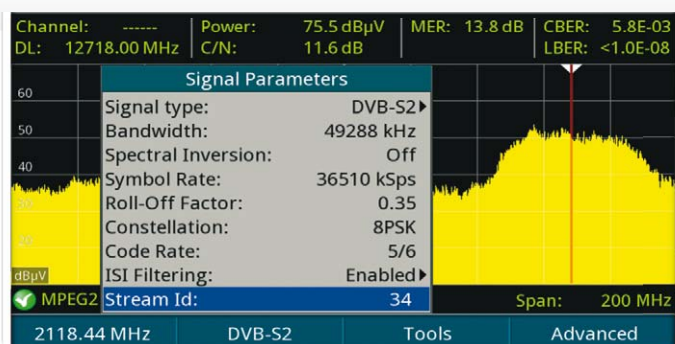 Channel: ------ Power: 75.5 dBµV MER: 13.8 dB CBER: 5.8E-03
DL: 12718.00 MHz C/N: 11.6 dB LBER: <1.0E-08
Signal Parameters
60
Signal type: DVB-S2
Bandwidth: 49288 kHz
50
Spectral Inversion: Off
40
Symbol Rate: 36510 kSps
Roll-Off Factor: 0.35
30
Constellation: 8PSK
20
Code Rate: 5/6
dBµV
ISI Filtering: Enabled
MPEG2 Stream Id: 34 Span: 200 MHz
2118.44 MHz DVB-S2 Tools Advanced